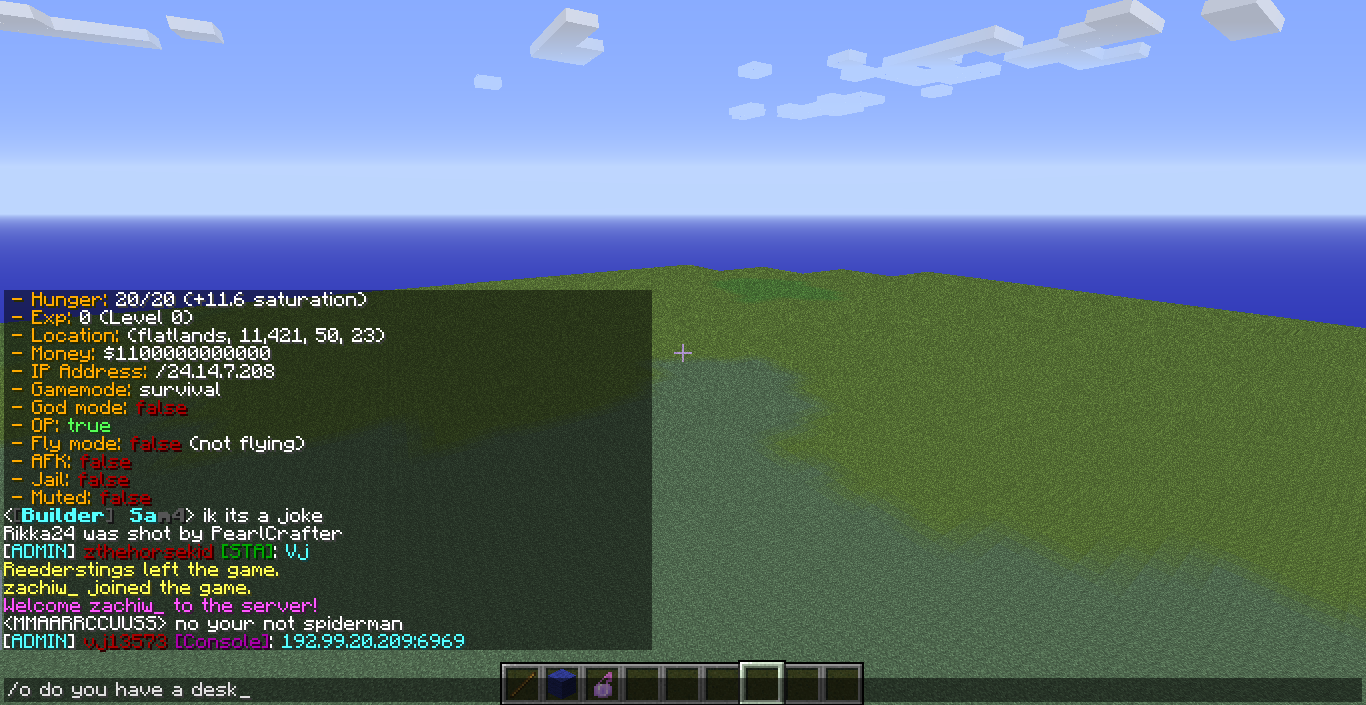 - Hunger: 20/20 (+11.6 saturation)
- Exp: 0 (Level 0)
- Location: (flatlands, 11,421, 50, 23)
- Money: $11000000000000
- IP Address: /24.14.7.208
- Gamemode: survival
- God mode: false
- OP: true
- Fly mode: false (not flying)
- AFK: false
- Jail: false
- Muted: false
<[Builder] Sam4> ik its a joke
Rikka24 was shot by PearlCrafter
[ADMIN] zthehorsekid [STA]: Vj
Reederstings left the game.
zachiw_ joined the game.
Welcome zachiw_ to the server!
<MMAARRCCUUSS> no your not spiderman
[ADMIN] vj13573 [Console]: 192.99.20.209:6969
/o do you have a desk_